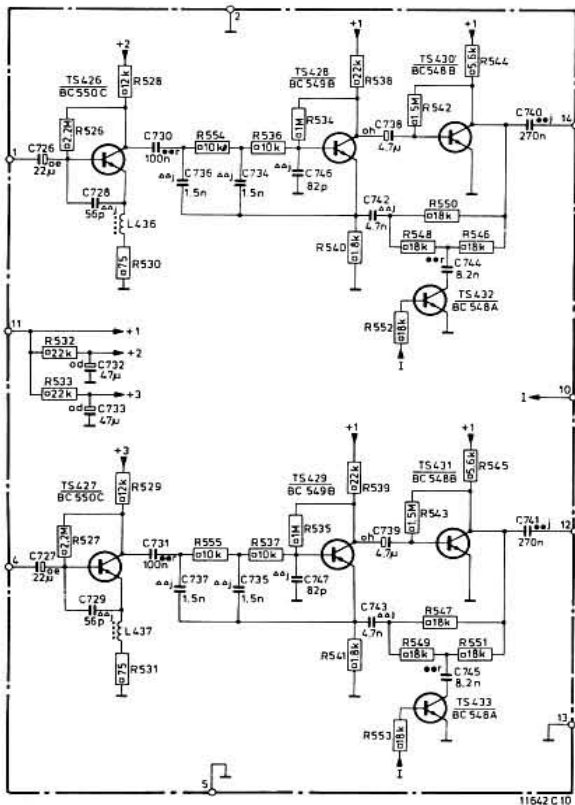 2
+2
+1
+1
TS426
BC550C
12k
R528
TS428
BC549B
22k
R538
TS430
BC548B
5.6k
R544
R526
2,2M
R534
1M
R542
1,5M
C740
14
270n
1
C726
22µ
C730
100n
R554
10k
R536
10k
C738
4.7µ
C728
56p
C736
1.5n
C734
1.5n
C746
82p
L436
75
R530
C742
4.7n
R550
18k
R540
1.8k
R548
18k
R546
18k
C744
8.2n
TS432
BC548A
R552
18k
I
11
+1
R532
22k
+2
C732
47µ
R533
22k
+3
C733
47µ
10
I
+3
+1
+1
TS427
BC550C
12k
R529
TS429
BC549B
22k
R539
TS431
BC548B
5.6k
R545
R527
2,2M
R535
1M
R543
1,5M
C741
12
270n
4
C727
22µ
C731
100n
R555
10k
R537
10k
C739
4.7µ
C729
56p
C737
1.5n
C735
1.5n
C747
82p
L437
75
R531
C743
4.7n
R547
18k
R541
1.8k
R549
18k
R551
18k
C745
8.2n
TS433
BC548A
R553
18k
I
13
5
11642 C 10